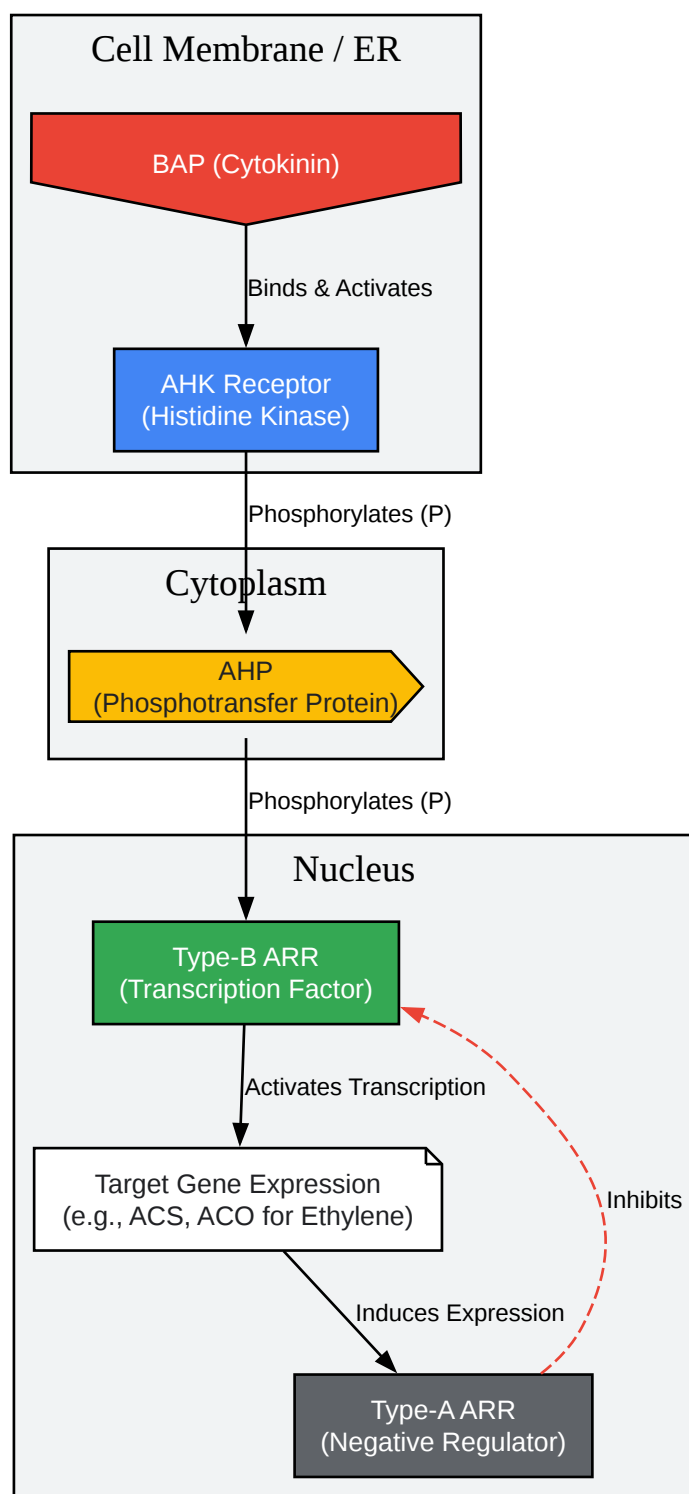 Cell Membrane / ER
BAP (Cytokinin)
Binds & Activates
AHK Receptor
(Histidine Kinase)
Phosphorylates (P)
Cytoplasm
AHP
(Phosphotransfer Protein)
Phosphorylates (P)
Nucleus
Type-B ARR
(Transcription Factor)
Activates Transcription
Target Gene Expression
(e.g., ACS, ACO for Ethylene)
Inhibits
Induces Expression
Type-A ARR
(Negative Regulator)